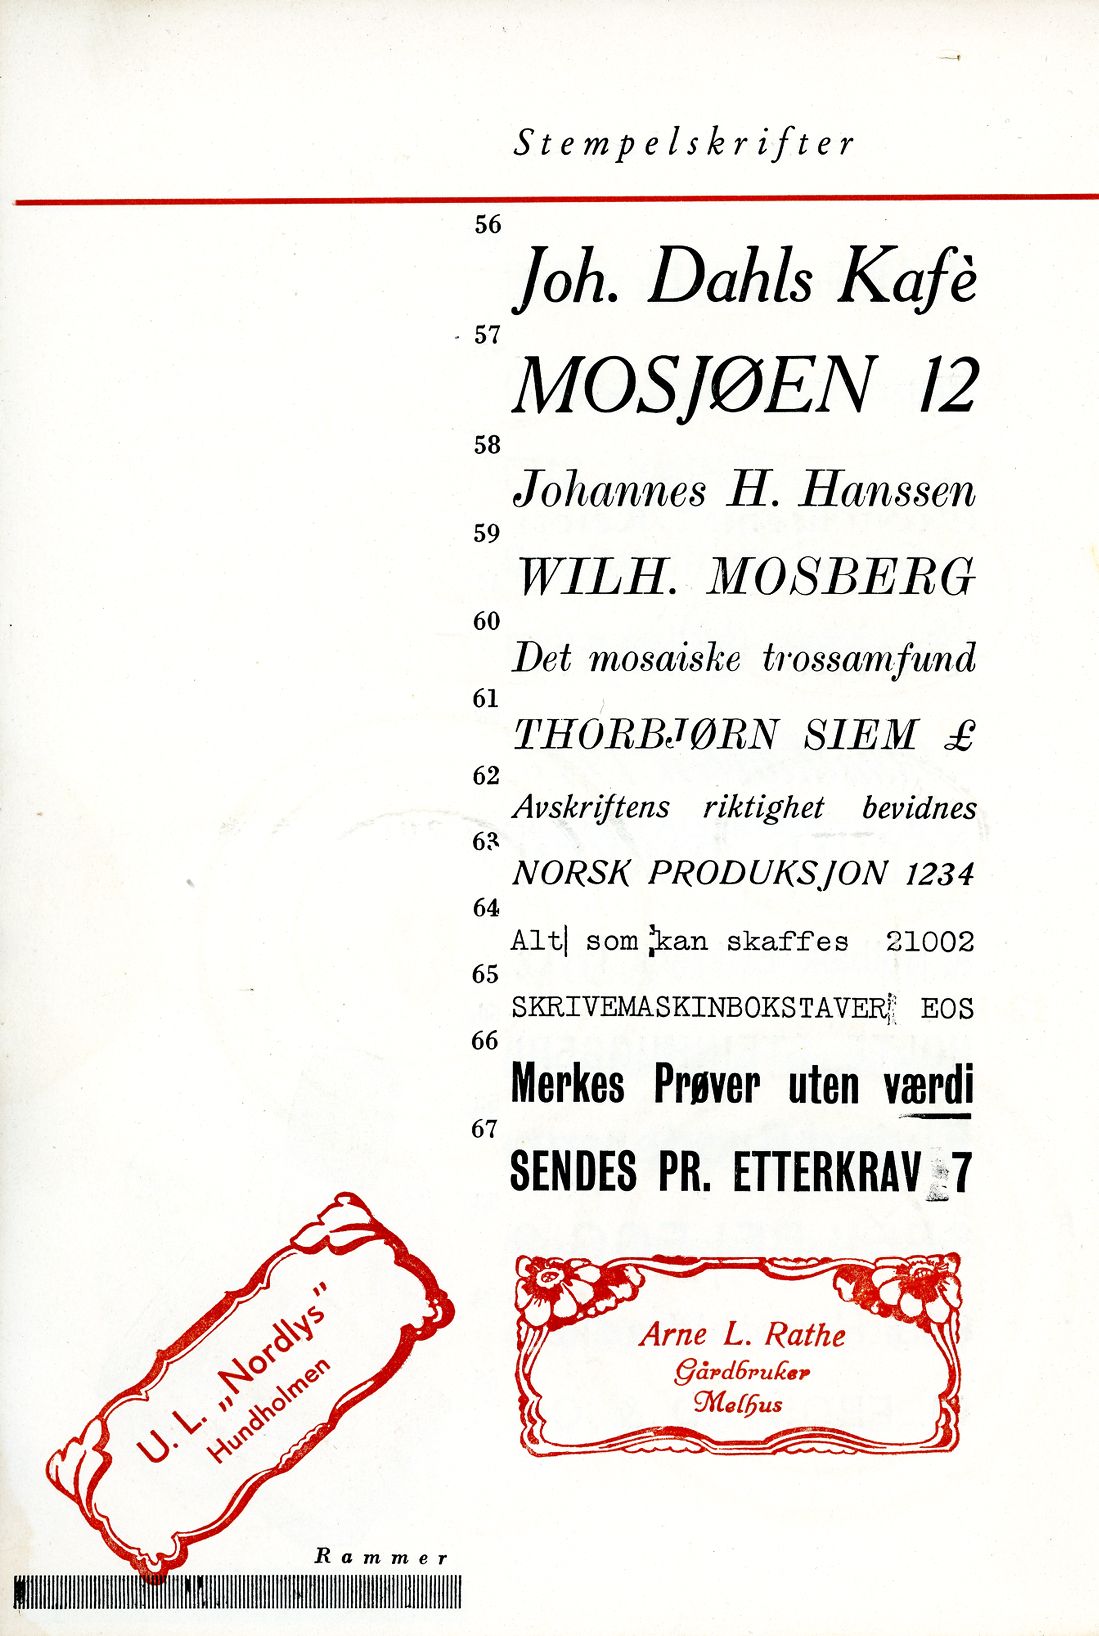 Stempelskrifter
56
Joh. Dahls Kafè
57
MOSJØEN 12
58
Johannes H. Hanssen
59
WILH. MOSBERG
60
Det mosaiske trossamfund
61
THORBJØRN SIEM £
62
Avskriftens riktighet bevidnes
63
NORSK PRODUKSJON 1234
64
Alt som kan skaffes 21002
65
SKRIVEMASKINBOKSTAVER EOS
66
Merkes Prøver uten værdi
67
SENDES PR. ETTERKRAV 7
U. L. „Nordlys”
Hundholmen
Arne L. Rathe
Gårdbruker
Melhus
Rammer